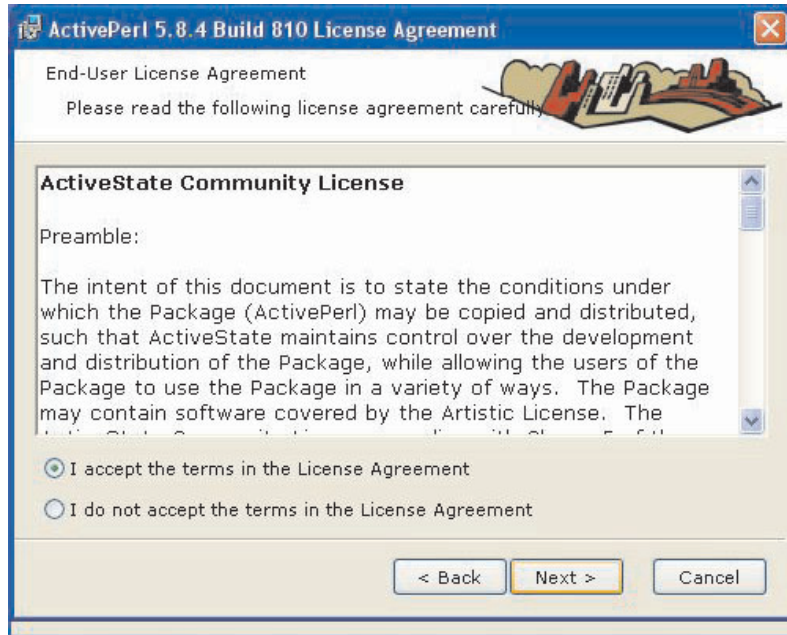 ActivePerl 5.8.4 Build 810 License Agreement
End-User License Agreement
Please read the following license agreement carefully
ActiveState Community License
Preamble:
The intent of this document is to state the conditions under
which the Package (ActivePerl) may be copied and distributed,
such that ActiveState maintains control over the development
and distribution of the Package, while allowing the users of the
Package to use the Package in a variety of ways. The Package
may contain software covered by the Artistic License. The
I accept the terms in the License Agreement
I do not accept the terms in the License Agreement
< Back
Next >
Cancel